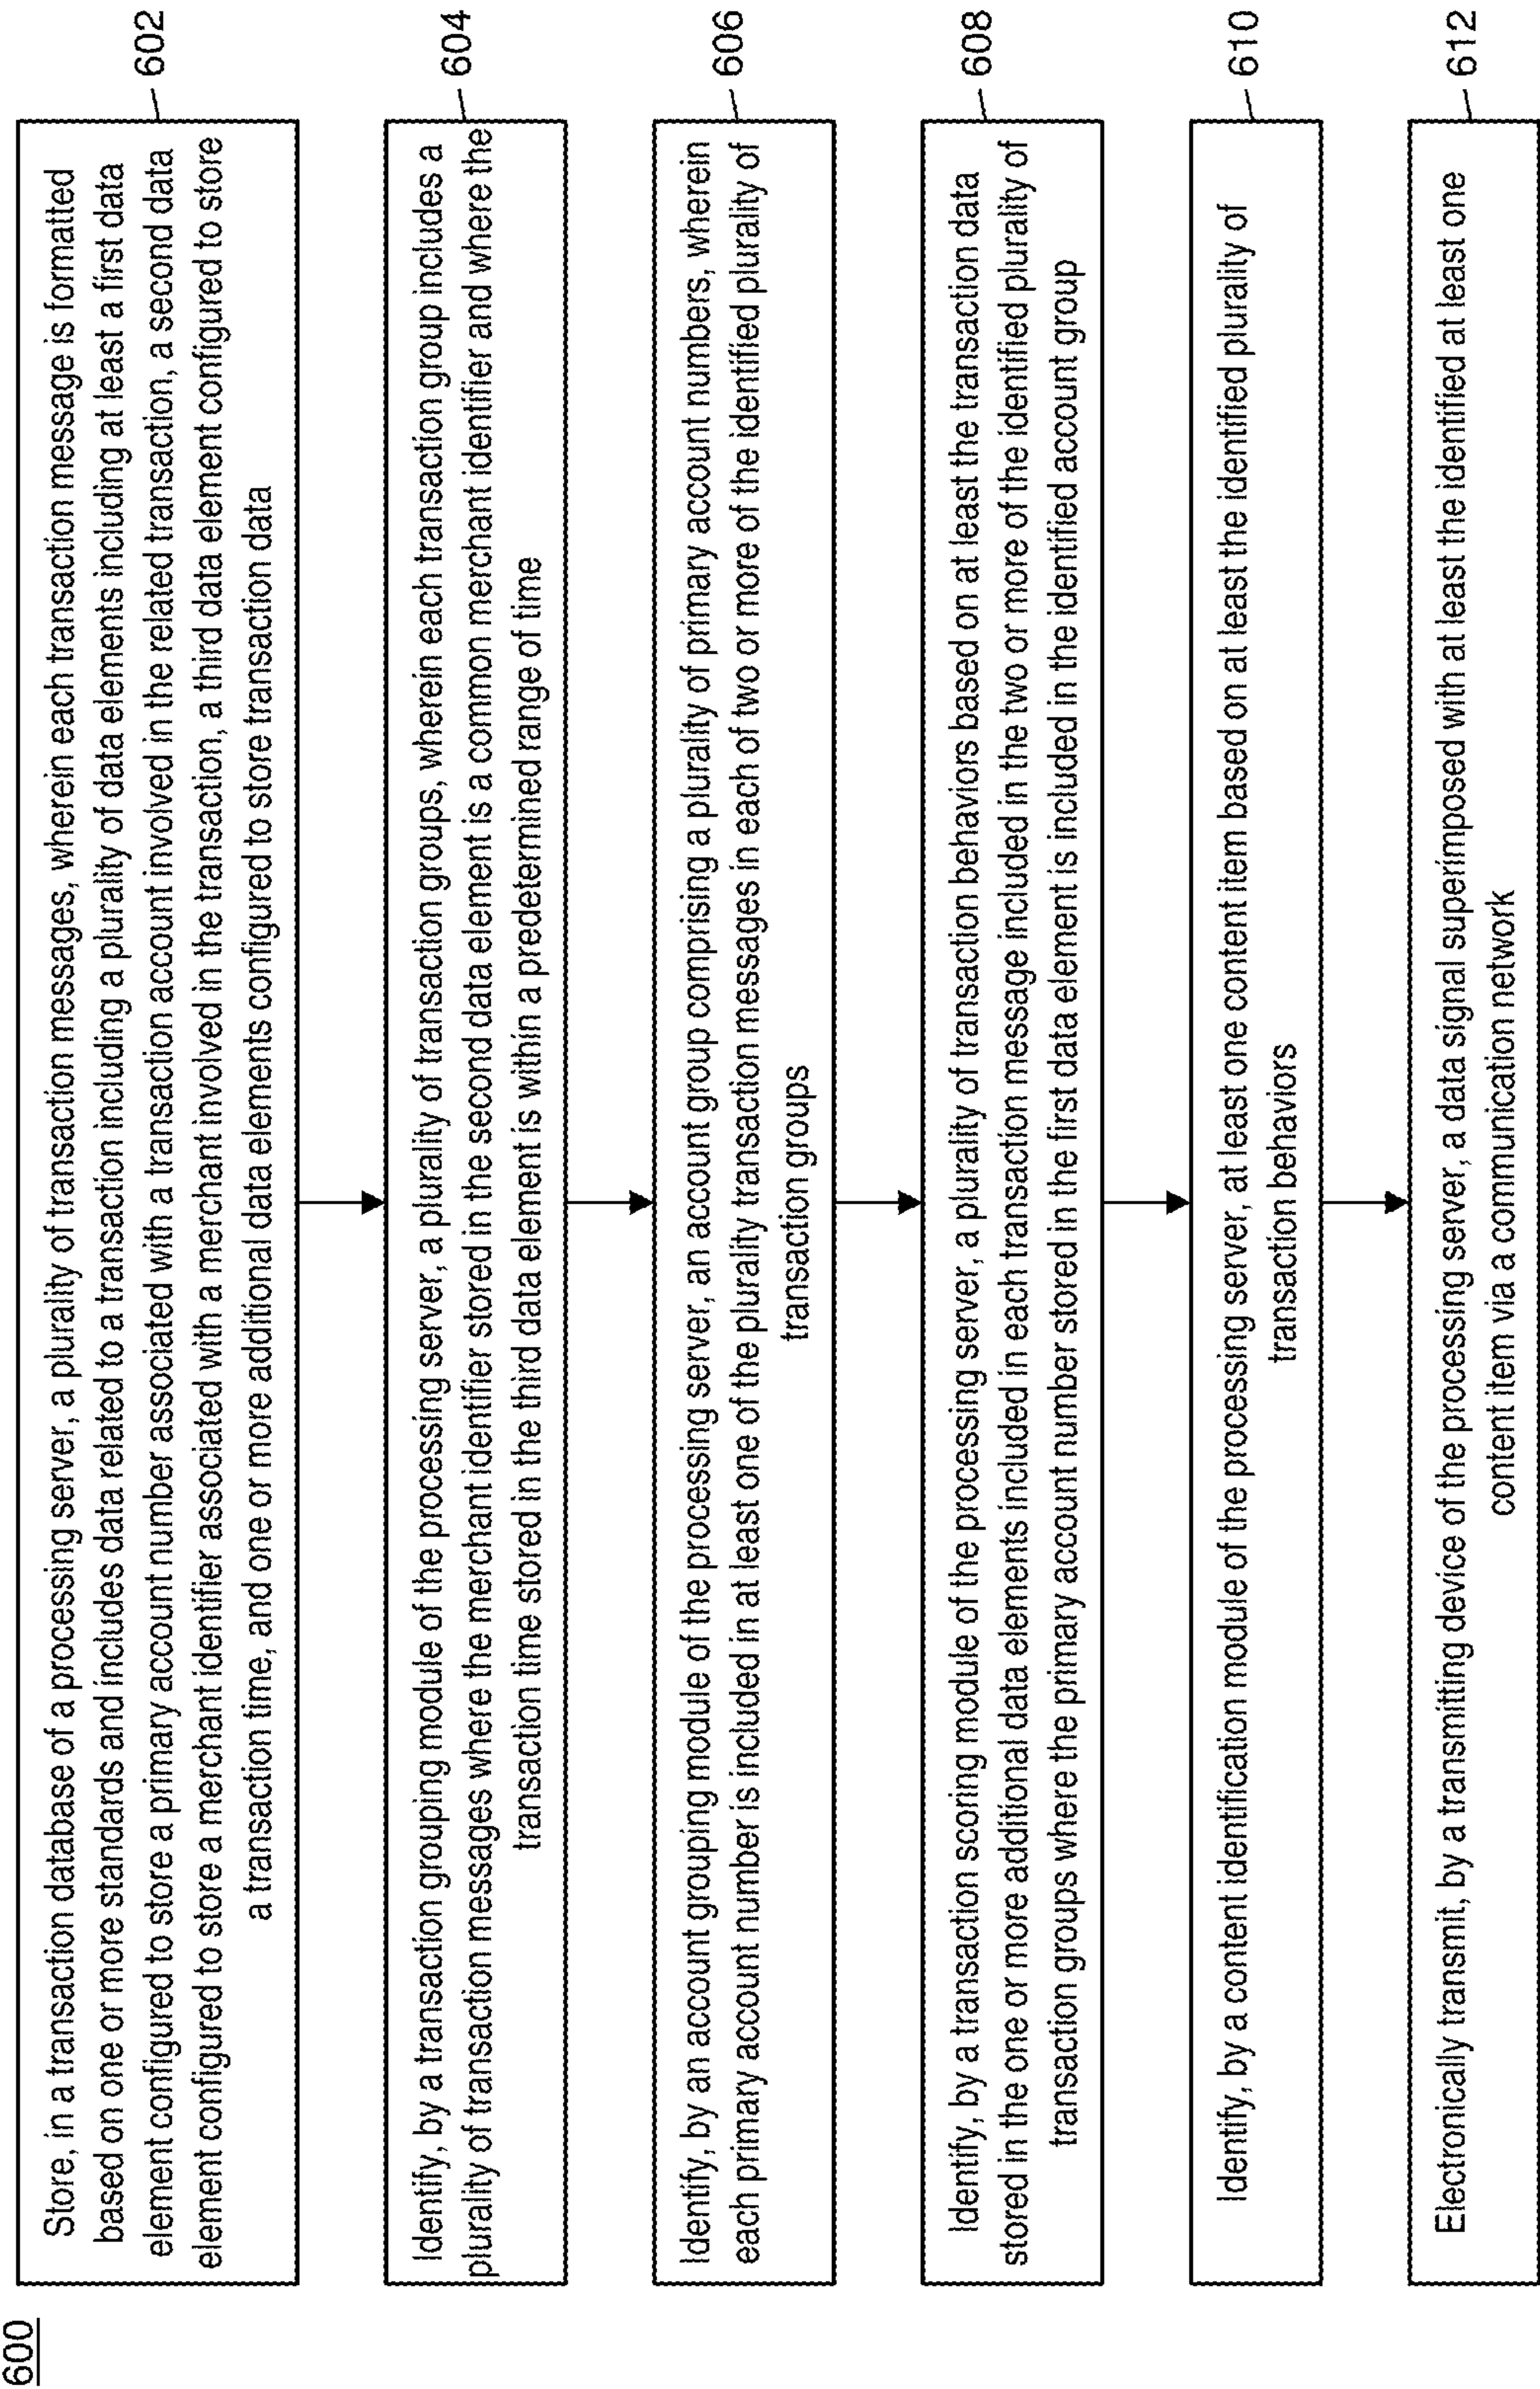 600
Store, in a transaction database of a processing server, a plurality of transaction messages, wherein each transaction message is formatted
based on one or more standards and includes data related to a transaction including a plurality of data elements including at least a first data
element configured to store a primary account number associated with a transaction account involved in the related transaction, a second data
element configured to store a merchant identifier associated with a merchant involved in the transaction, a third data element configured to store
a transaction time, and one or more additional data elements configured to store transaction data
602
Identify, by a transaction grouping module of the processing server, a plurality of transaction groups, wherein each transaction group includes a
plurality of transaction messages where the merchant identifier stored in the second data element is a common merchant identifier and where the
transaction time stored in the third data element is within a predetermined range of time
604
Identify, by an account grouping module of the processing server, an account group comprising a plurality of primary account numbers, wherein
each primary account number is included in at least one of the plurality transaction messages in each of two or more of the identified plurality of
transaction groups
606
Identify, by a transaction scoring module of the processing server, a plurality of transaction behaviors based on at least the transaction data
stored in the one or more additional data elements included in each transaction message included in the two or more of the identified plurality of
transaction groups where the primary account number stored in the first data element is included in the identified account group
608
Identify, by a content identification module of the processing server, at least one content item based on at least the identified plurality of
transaction behaviors
610
Electronically transmit, by a transmitting device of the processing server, a data signal superimposed with at least the identified at least one
content item via a communication network
612